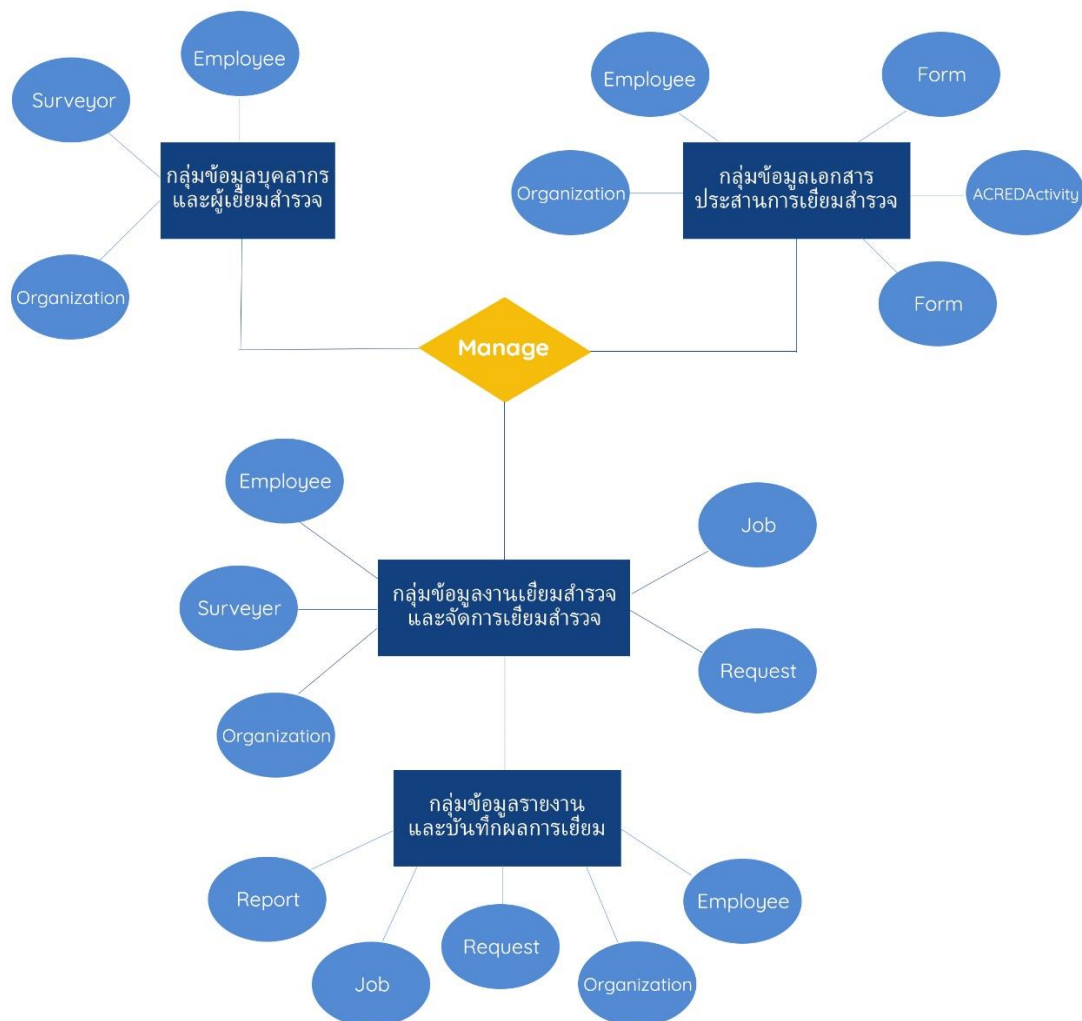 Employee
Surveyor
กลุ่มข้อมูลบุคลากร
และผู้เยี่ยมสำรวจ
Organization
Employee
Form
Organization
กลุ่มข้อมูลเอกสาร
ประสานการเยี่ยมสำรวจ
ACREDActivity
Form
Manage
Employee
Job
Surveyer
กลุ่มข้อมูลงานเยี่ยมสำรวจ
และจัดการเยี่ยมสำรวจ
Request
Organization
กลุ่มข้อมูลรายงาน
และบันทึกผลการเยี่ยม
Report
Job
Request
Organization
Employee